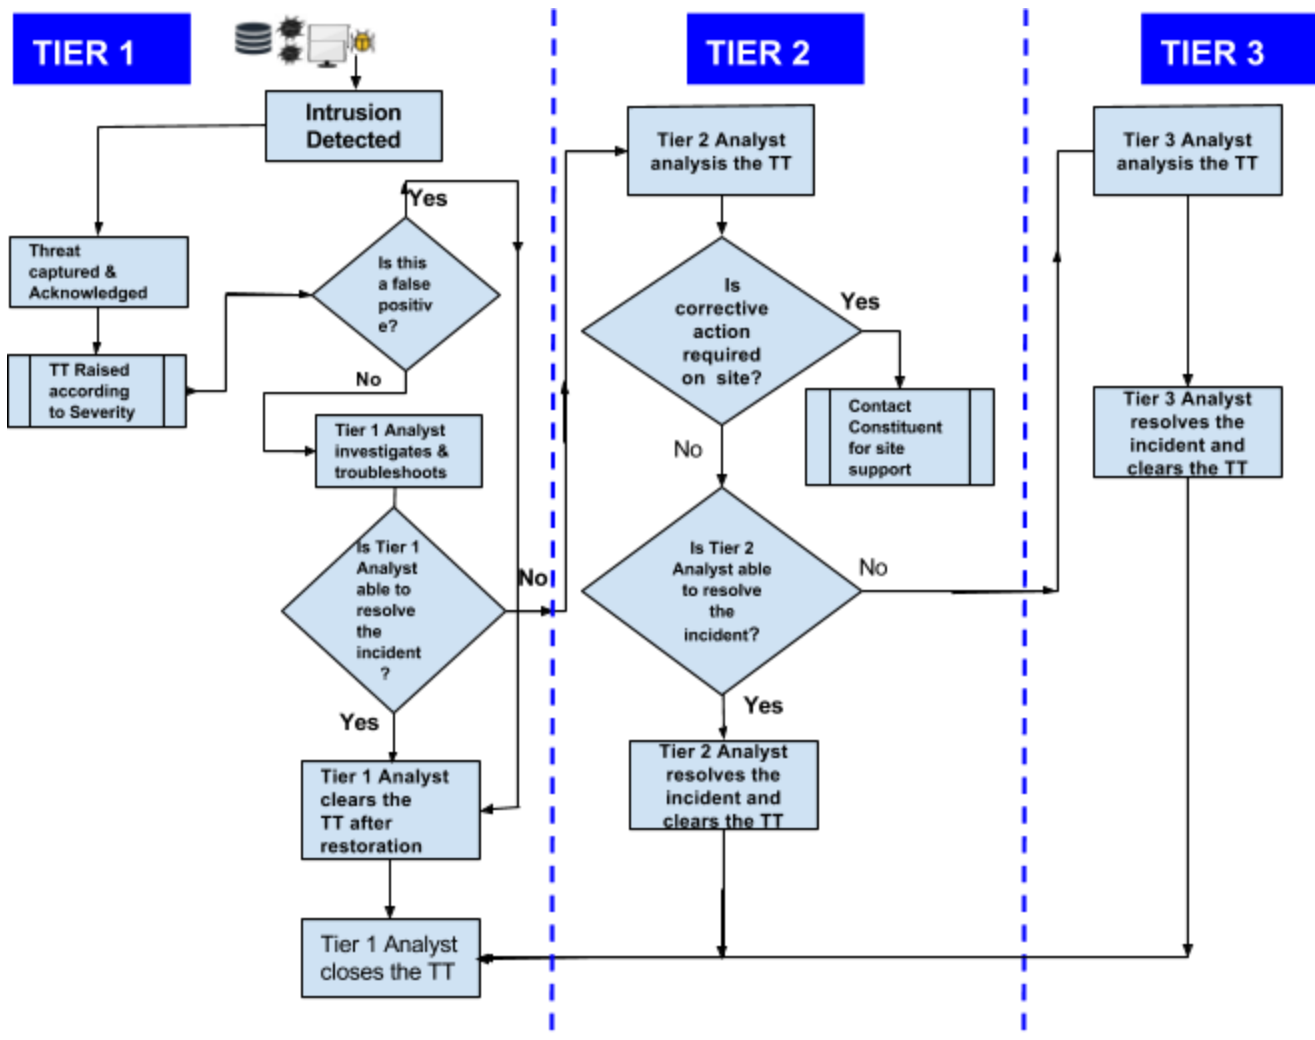 TIER 1
Intrusion
Detected
Yes
Threat
captured &
Acknowledged
Is this
a false
positiv
e?
TT Raised
according
to Severity
No
Tier 1 Analyst
investigates &
troubleshoots
Is Tier 1
Analyst
able to
resolve
the
incident
?
No
Yes
Tier 1 Analyst
clears the
TT after
restoration
Tier 1 Analyst
closes the TT
TIER 2
Tier 2 Analyst
analysis the TT
Is
corrective
action
required
on site?
Yes
Contact
Constituent
for site
support
No
Is Tier 2
Analyst able
to resolve
the
incident?
No
Yes
Tier 2 Analyst
resolves the
incident and
clears the TT
TIER 3
Tier 3 Analyst
analysis the TT
Tier 3 Analyst
resolves the
incident and
clears the TT